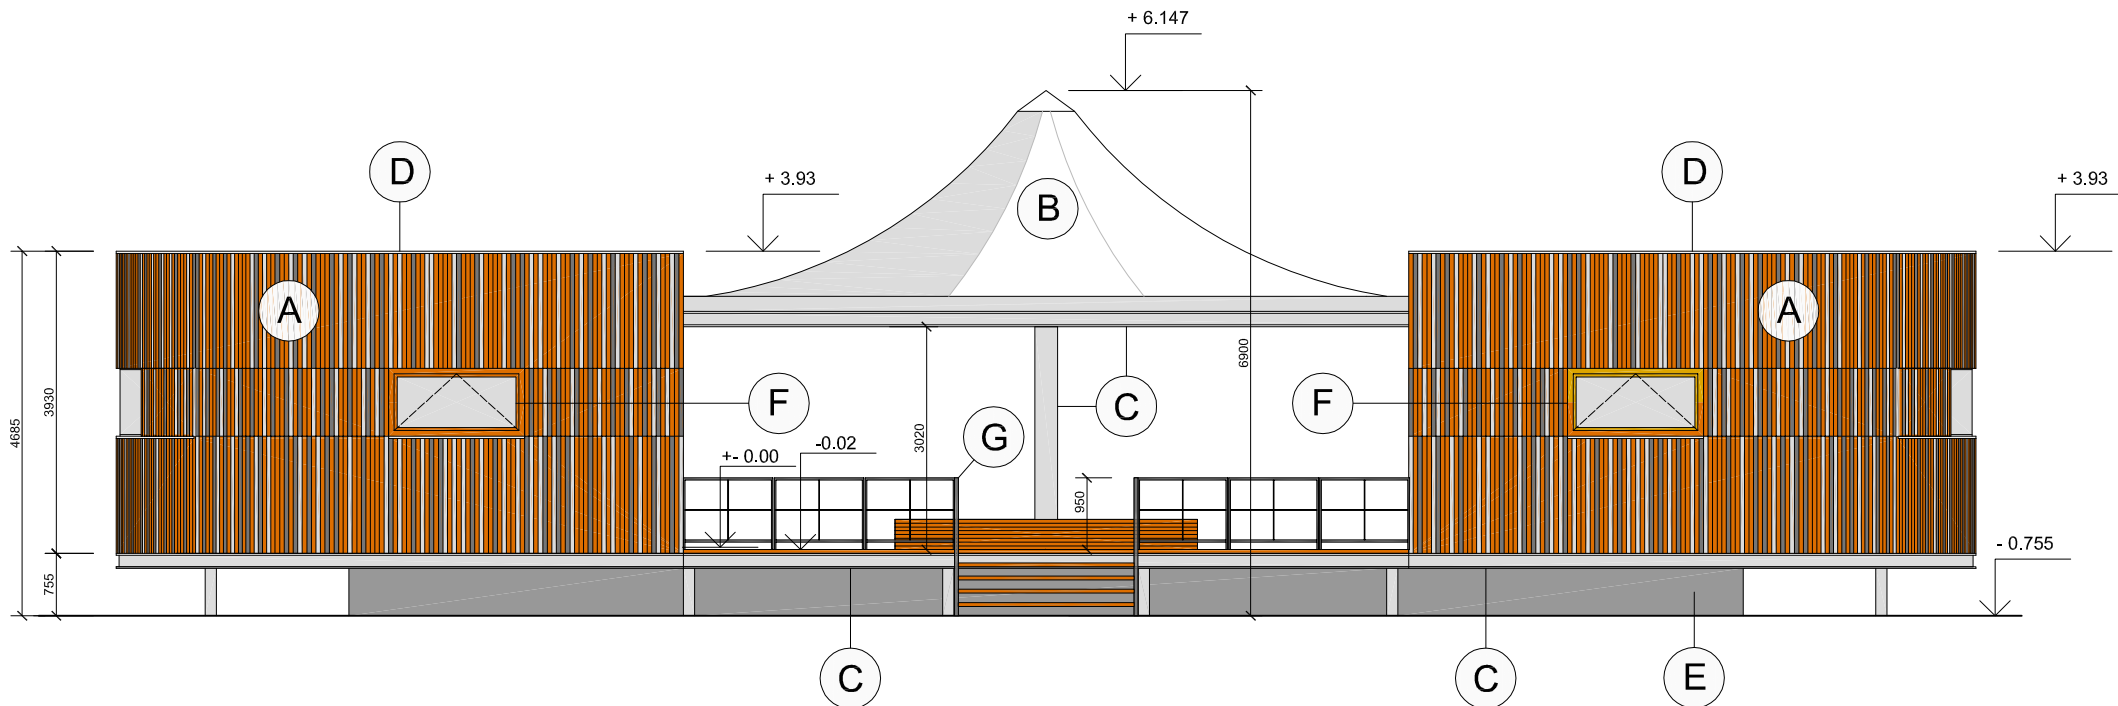 + 6.147
D
+ 3.93
B
D
+ 3.93
A
A
6900
3930
4685
F
C
F
3020
G
+- 0.00
-0.02
950
755
- 0.755
C
C
E